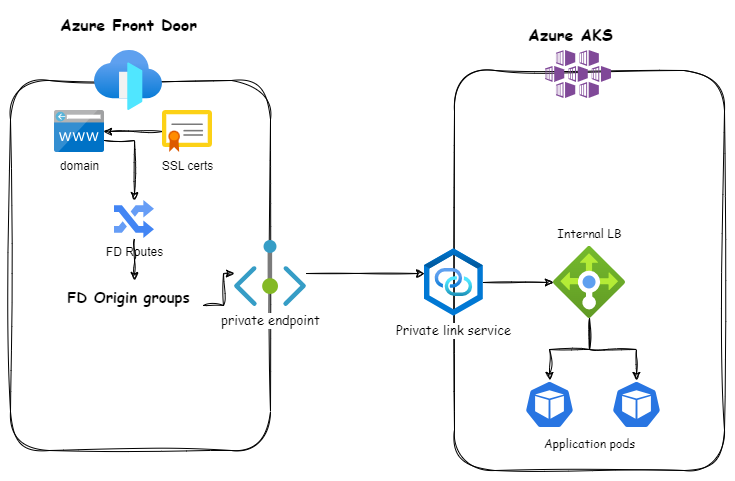 Azure Front Door
Azure AKS
WWW
domain
SSL certs
FD Routes
FD Origin groups
private endpoint
Private link service
Internal LB
Application pods